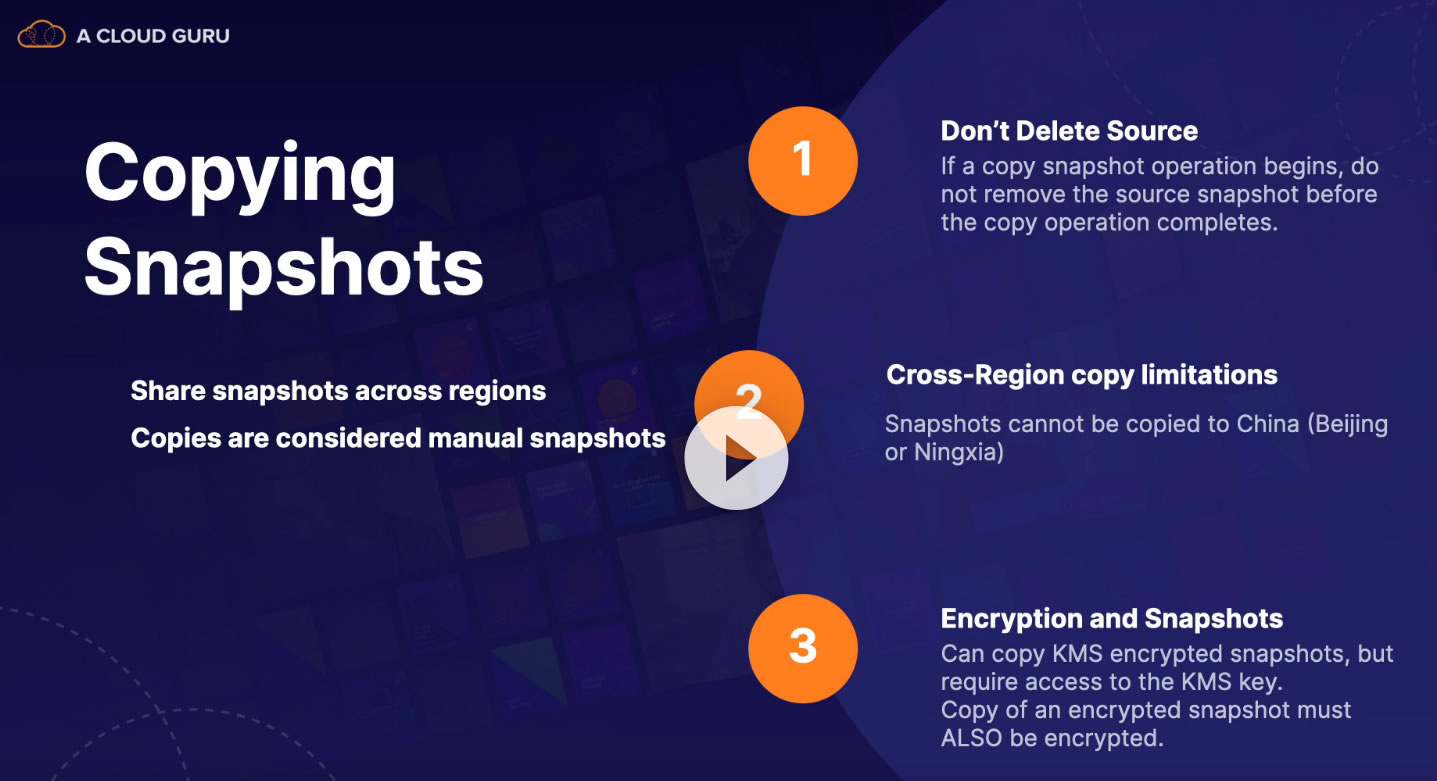 A CLOUD GURU
Copying
Snapshots
Share snapshots across regions
Copies are considered manual snapshots
1
Don’t Delete Source
If a copy snapshot operation begins, do
not remove the source snapshot before
the copy operation completes.
2
Cross-Region copy limitations
Snapshots cannot be copied to China (Beijing
or Ningxia)
3
Encryption and Snapshots
Can copy KMS encrypted snapshots, but
require access to the KMS key.
Copy of an encrypted snapshot must
ALSO be encrypted.